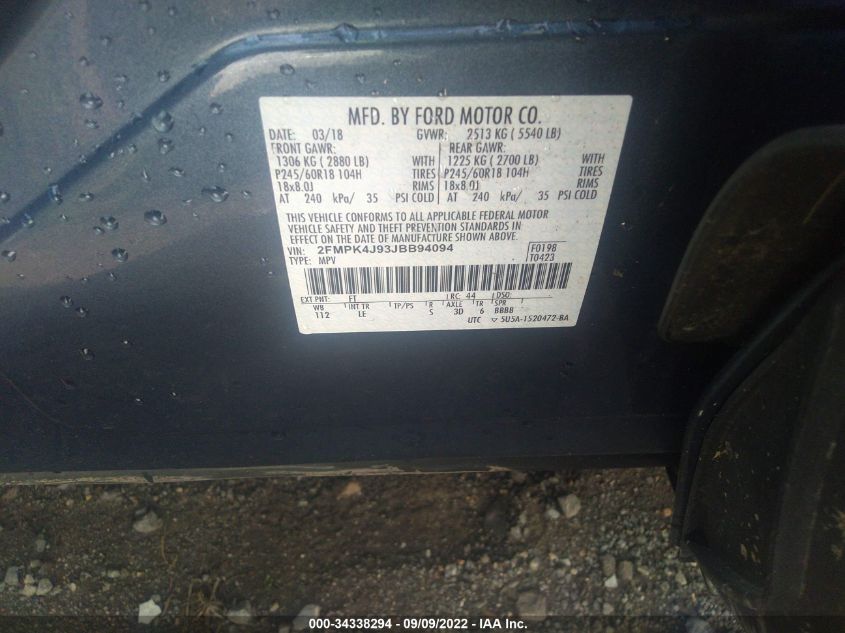 MFD. BY FORD MOTOR CO.
DATE: 03/18 GVWR: 2513 KG ( 5540 LB)
FRONT GAWR: REAR GAWR:
1306 KG ( 2880 LB) WITH 1225 KG ( 2700 LB) WITH
P245/60R18 104H TIRES P245/60R18 104H TIRES
18x8.0J RIMS 18x8.0J RIMS
AT 240 kPa/ 35 PSI COLD AT 240 kPa/ 35 PSI COLD
THIS VEHICLE CONFORMS TO ALL APPLICABLE FEDERAL MOTOR
VEHICLE SAFETY AND THEFT PREVENTION STANDARDS IN
EFFECT ON THE DATE OF MANUFACTURE SHOWN ABOVE.
VIN: 2FMPK4J93JBB94094 F0198
TYPE: MPV T0423
EXT PNT: FT RC: 44 DSO:
WB INT TR TP/PS R AXLE TR SPR
112 LE S 3D 6 BBBB
UTC ▽ 5U5A-1520472-BA
000-34338294 - 09/09/2022 - IAA Inc.